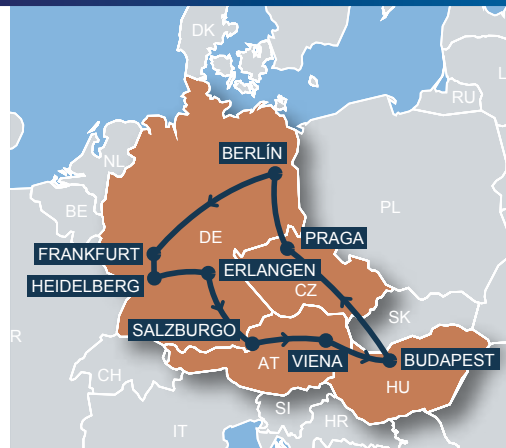 DK
L
RU
NL
BERLÍN
BE
PL
DE
PRAGA
FRANKFURT
ERLANGEN
HEIDELBERG
CZ
SK
SALZBURGO
VIENA
BUDAPEST
AT
CH
HU
SI
HR
IT
R